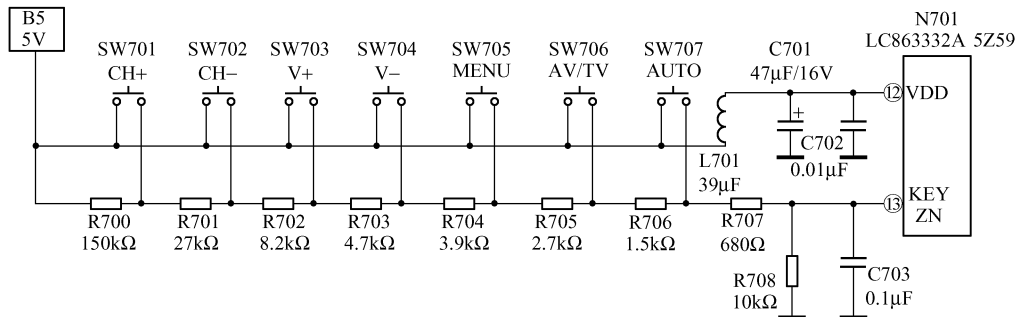 B5
5V
SW701
CH+
SW702
CH−
SW703
V+
SW704
V−
SW705
MENU
SW706
AV/TV
SW707
AUTO
C701
47μF/16V
N701
LC863332A 5Z59
12
VDD
+
C702
0.01μF
L701
39μF
13
KEY
ZN
R700
150kΩ
R701
27kΩ
R702
8.2kΩ
R703
4.7kΩ
R704
3.9kΩ
R705
2.7kΩ
R706
1.5kΩ
R707
680Ω
R708
10kΩ
C703
0.1μF